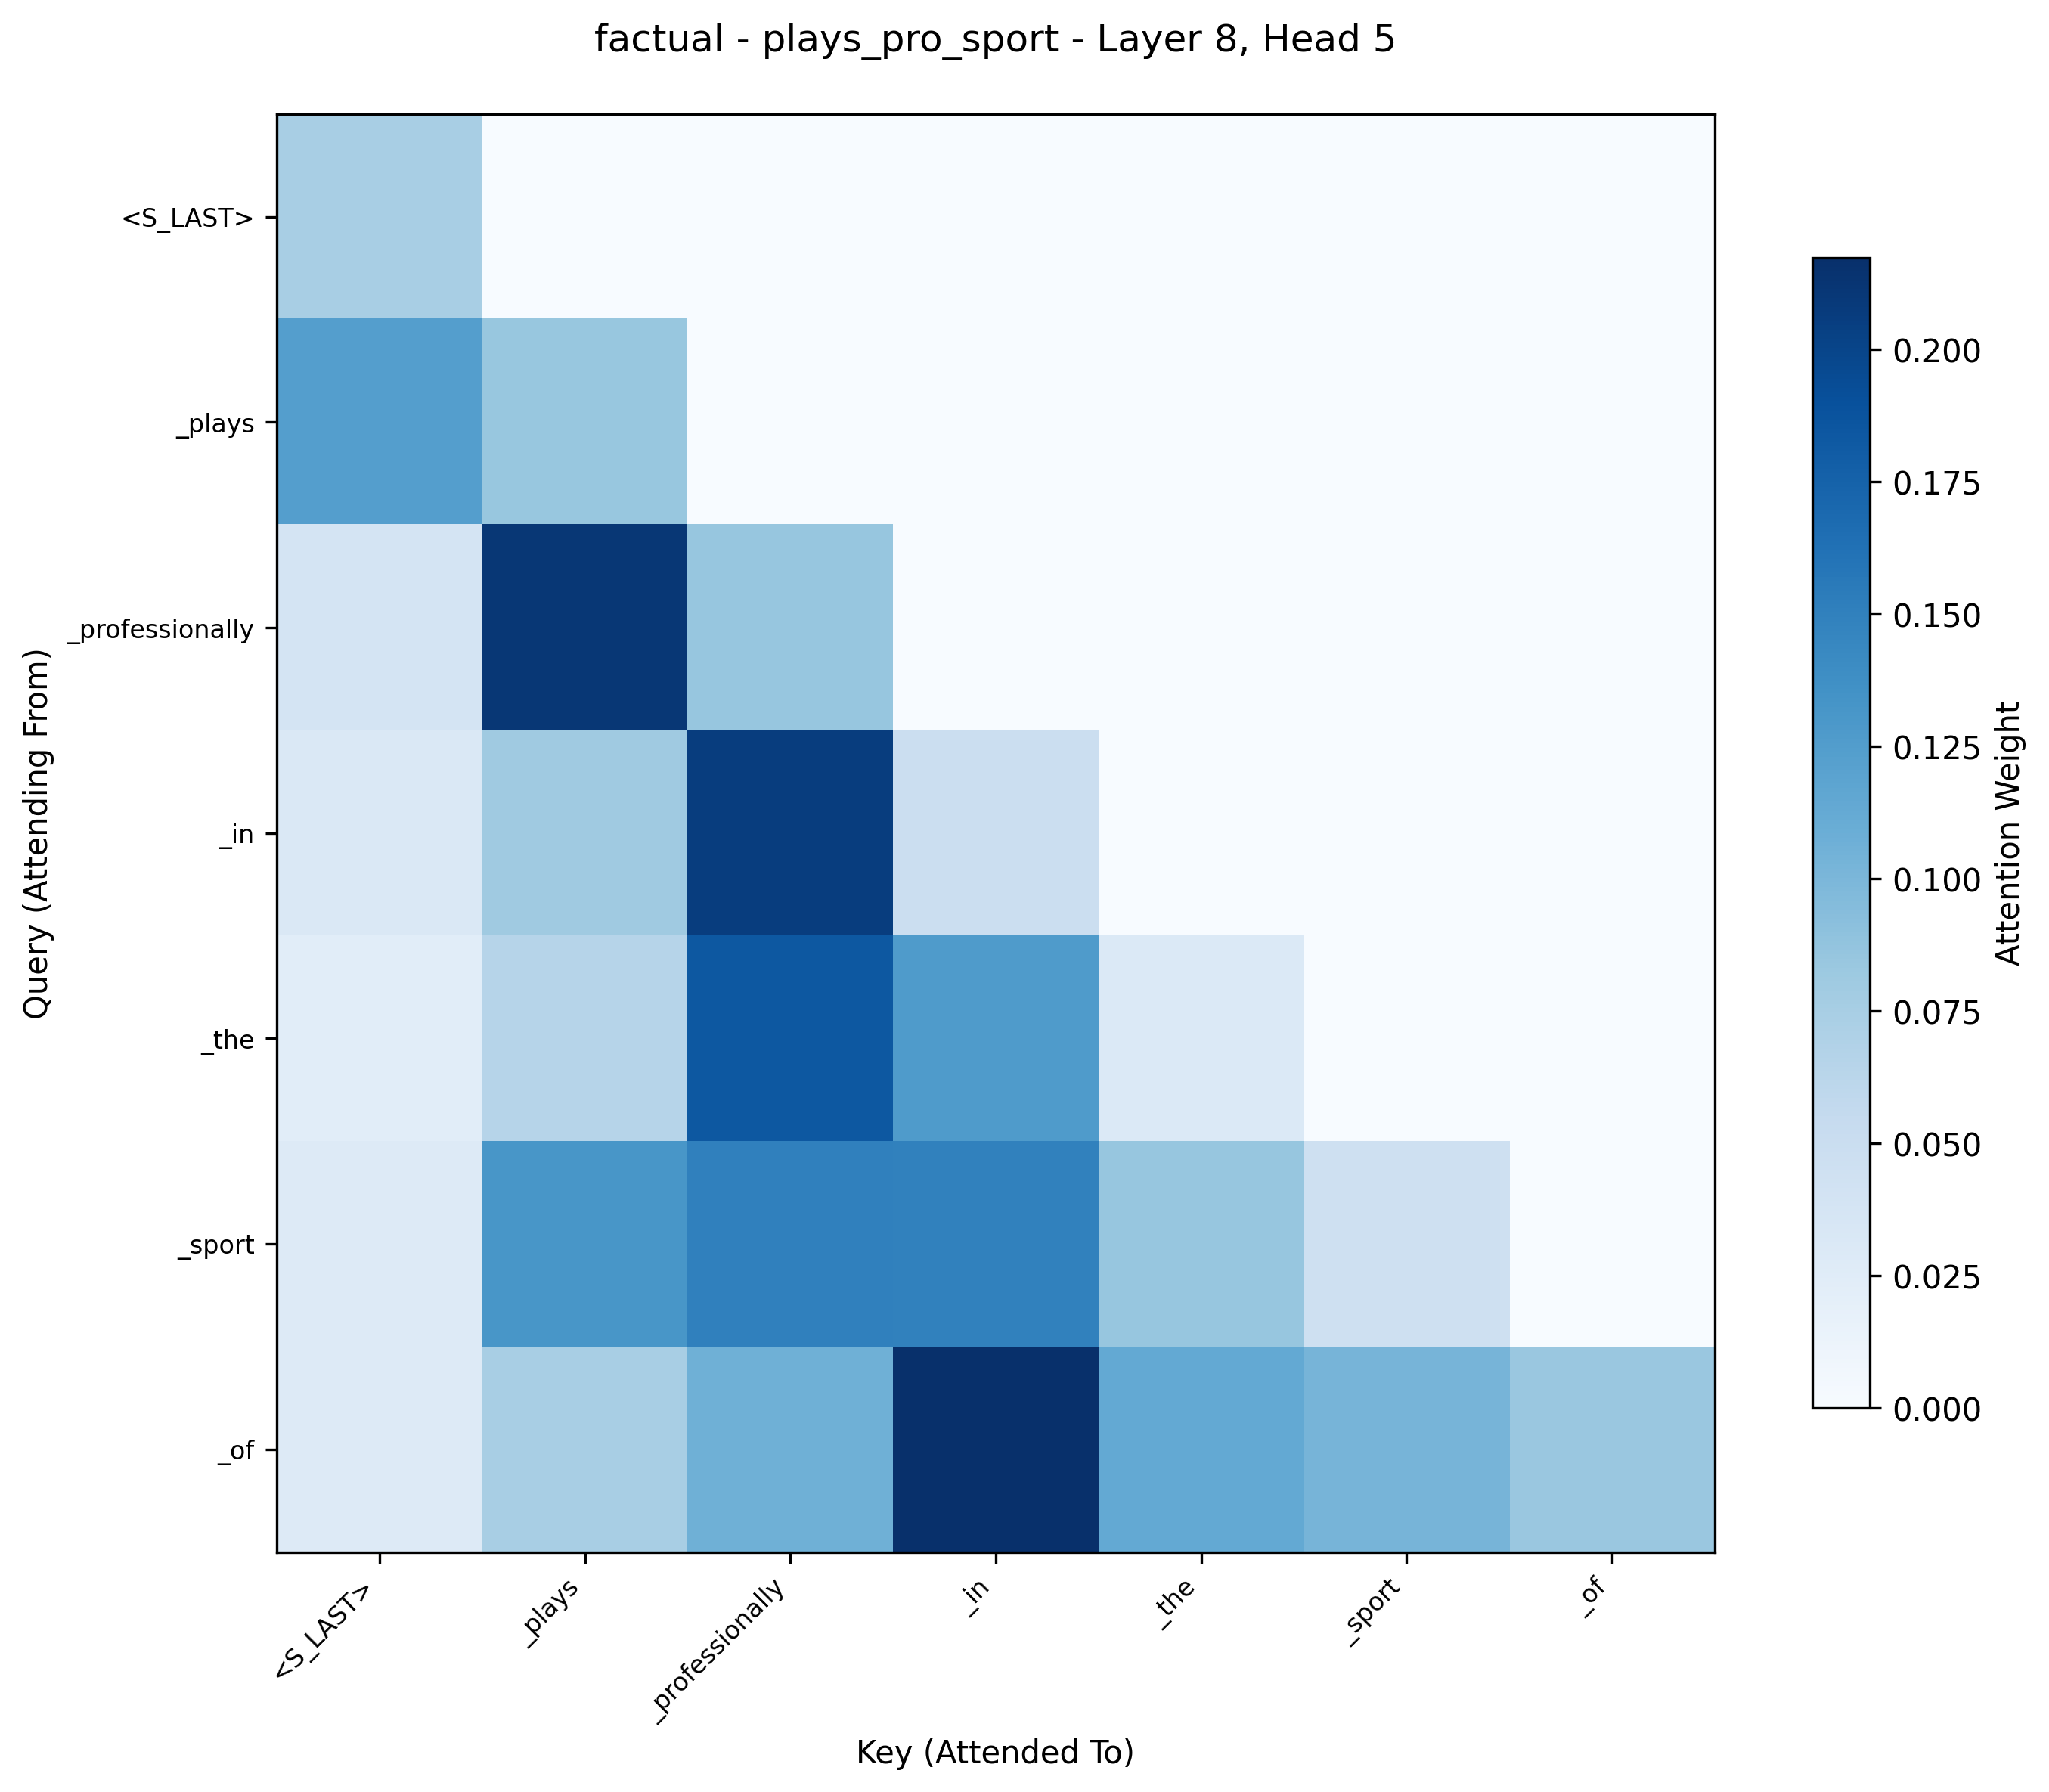 factual - plays_pro_sport - Layer 8, Head 5
<S_LAST>
_plays
_professionally
_in
_the
_sport
_of
Query (Attending From)
<S_LAST>
_plays
_professionally
_in
_the
_sport
_of
Key (Attended To)
0.200
0.175
0.150
0.125
0.100
0.075
0.050
0.025
0.000
Attention Weight